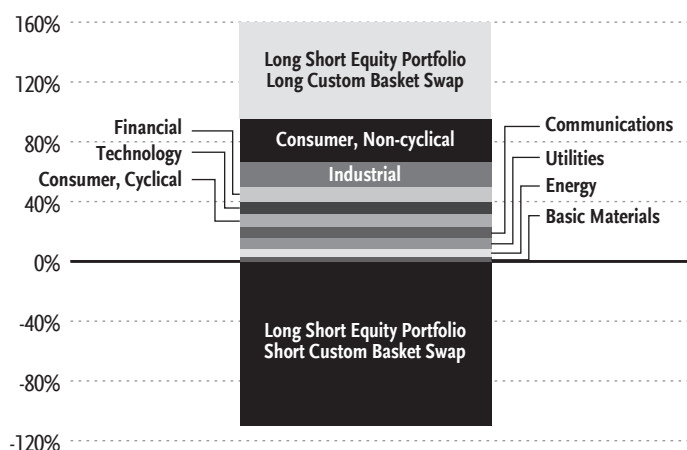 160%
Long Short Equity Portfolio
Long Custom Basket Swap
120%
Financial
Communications
Consumer, Non-cyclical
80%
Technology
Utilities
Industrial
Consumer, Cyclical
Energy
40%
Basic Materials
0%
Long Short Equity Portfolio
Short Custom Basket Swap
-40%
-80%
-120%